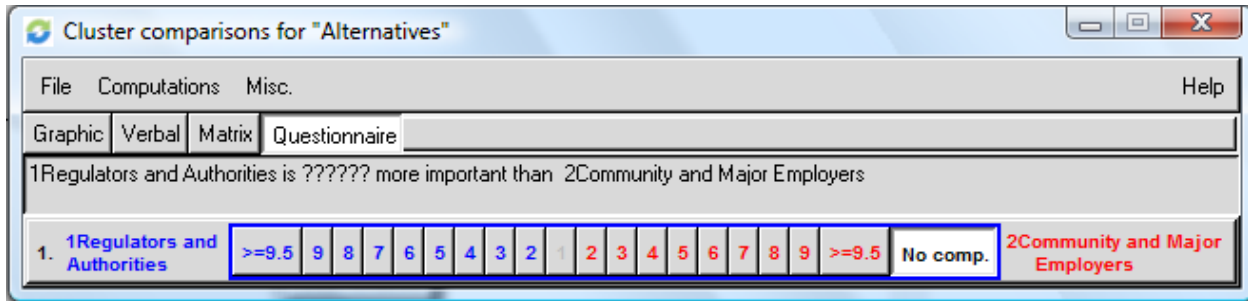 Cluster comparisons for "Alternatives"
File Computations Misc. Help
Graphic Verbal Matrix Questionnaire
1Regulators and Authorities is ?????? more important than 2Community and Major Employers
1. 1Regulators and Authorities >=9.5 9 8 7 6 5 4 3 2 1 2 3 4 5 6 7 8 9 >=9.5 No comp. 2Community and Major Employers